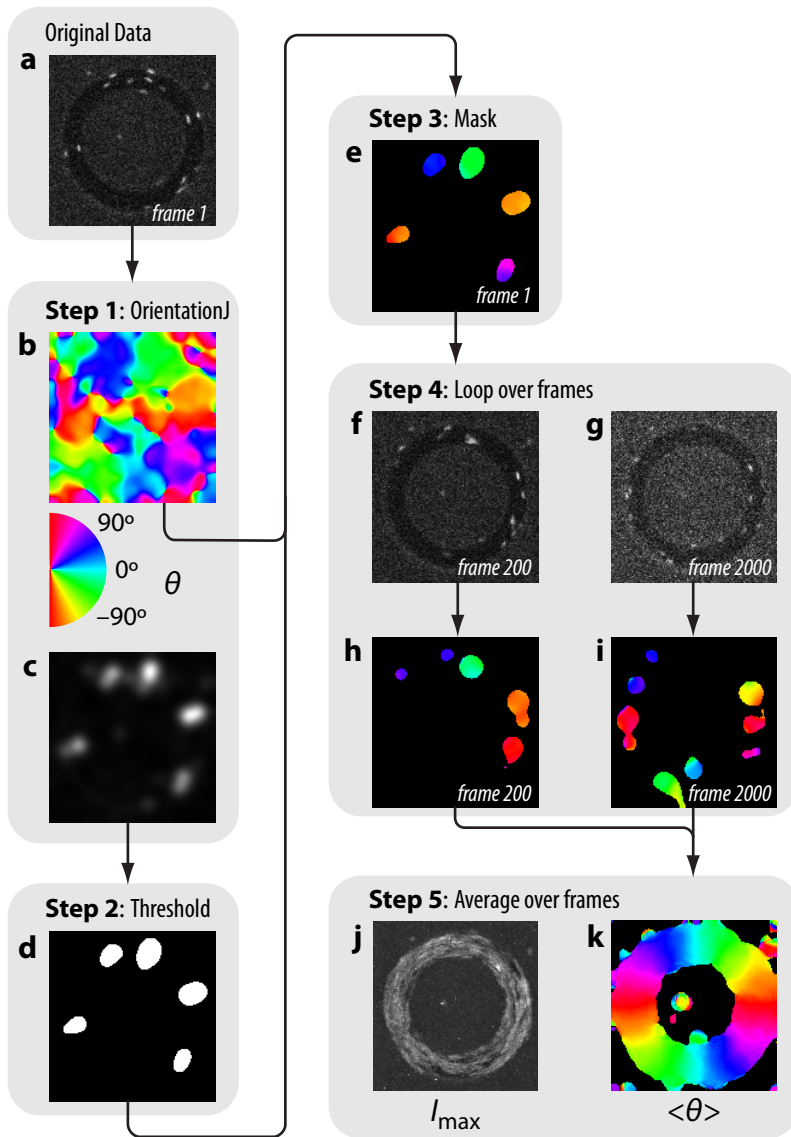 Original Data
a
frame 1
Step 1: OrientationJ
b
90º
0º
θ
–90º
c
Step 2: Threshold
d
Step 3: Mask
e
frame 1
Step 4: Loop over frames
f
g
frame 200
frame 2000
h
i
frame 200
frame 2000
Step 5: Average over frames
j
k
Imax
<θ>